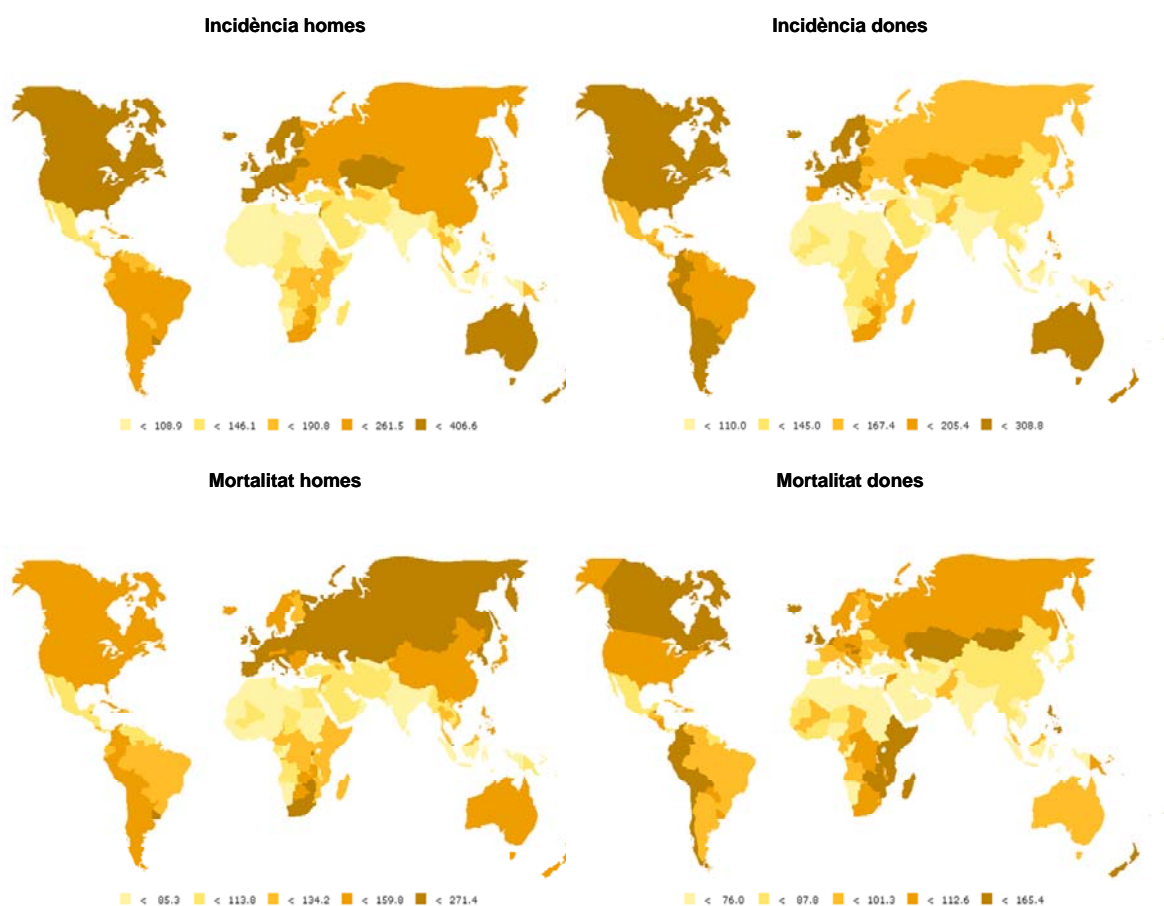 Incidència homes
Incidència dones
< 108.9 < 146.1 < 190.8 < 261.5 < 406.6
< 110.0 < 145.0 < 167.4 < 205.4 < 308.8
Mortalitat homes
Mortalitat dones
< 85.3 < 113.8 < 134.2 < 159.8 < 271.4
< 76.0 < 87.8 < 101.3 < 112.6 < 165.4